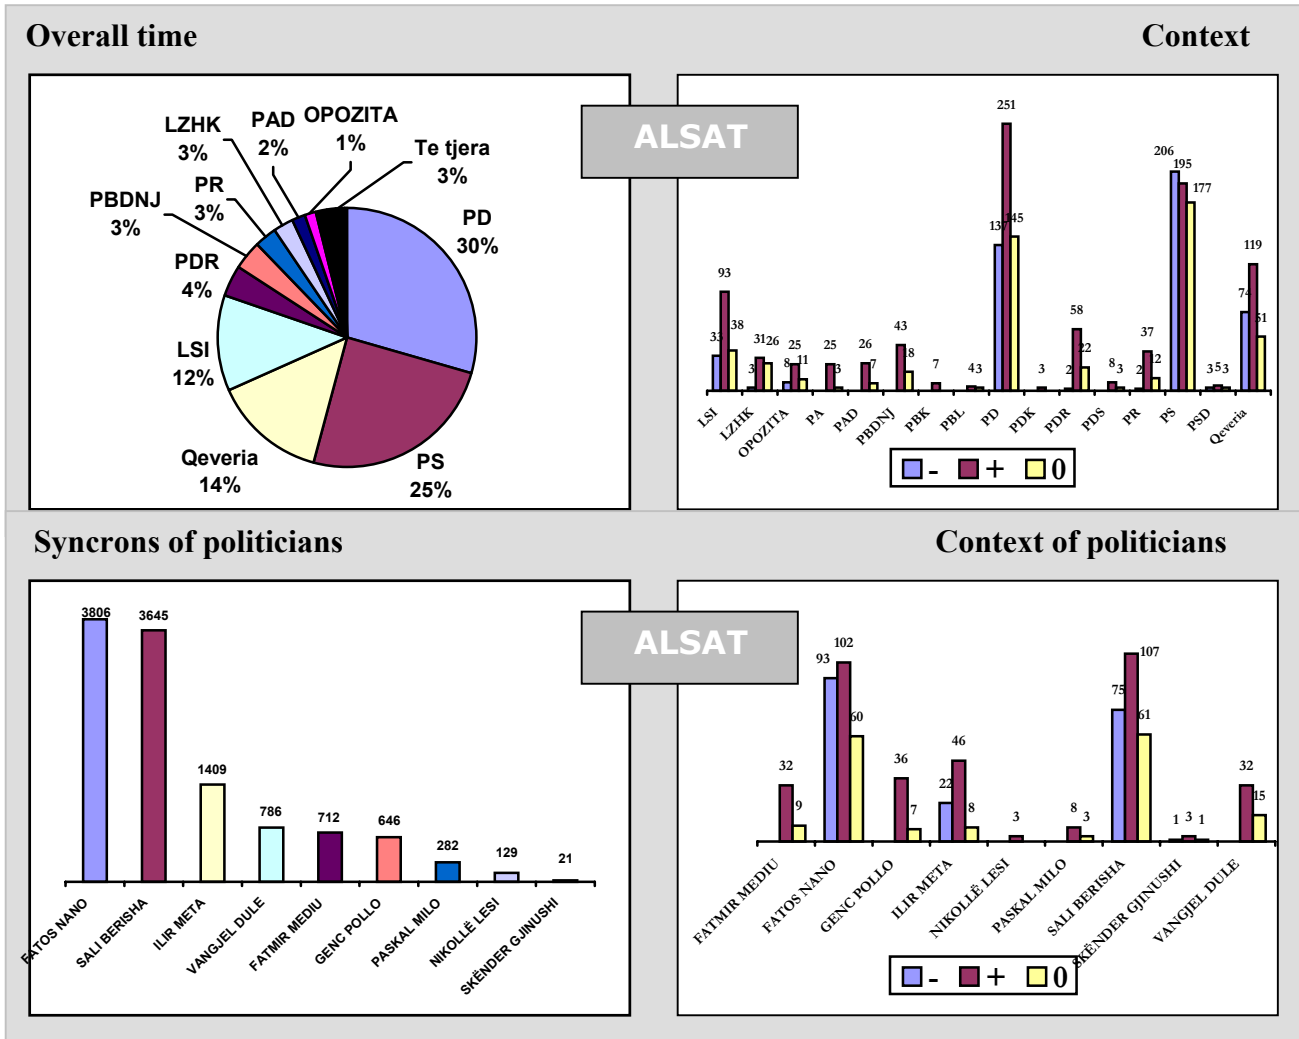 Overall time
Context
ALSAT
LZHK
3%
PAD
2%
OPOZITA
1%
Te tjera
3%
PR
3%
PBDNJ
3%
PDR
4%
LSI
12%
Qeveria
14%
PS
25%
PD
30%
33 93 38
3 31 26
8 25 11
25 3
26 7
43 18
7
4 3
137 251 145
3
2 58 22
8 3
2 37 12
206 195 177
3 5 3
74 119 51
LSI LZHK OPOZITA PA PAD PBDNJ PBK PBL PD PDK PDR PDS PR PS PSD Qeveria
- + 0
Syncrons of politicians
Context of politicians
ALSAT
3806 3645 1409 786 712 646 282 129 21
FATOS NANO
SALI BERISHA
ILIR META
VANGJEL DULE
FATMIR MEDIU
GENC POLLO
PASKAL MILO
NIKOLLË LESI
SKËNDER GJINUSHI
32 9
93 102 60
36 7
22 46 8
3
8 3
75 107 61
1 3 1
32 15
FATMIR MEDIU
FATOS NANO
GENC POLLO
ILIR META
NIKOLLË LESI
PASKAL MILO
SALI BERISHA
SKËNDER GJINUSHI
VANGJEL DULE
- + 0